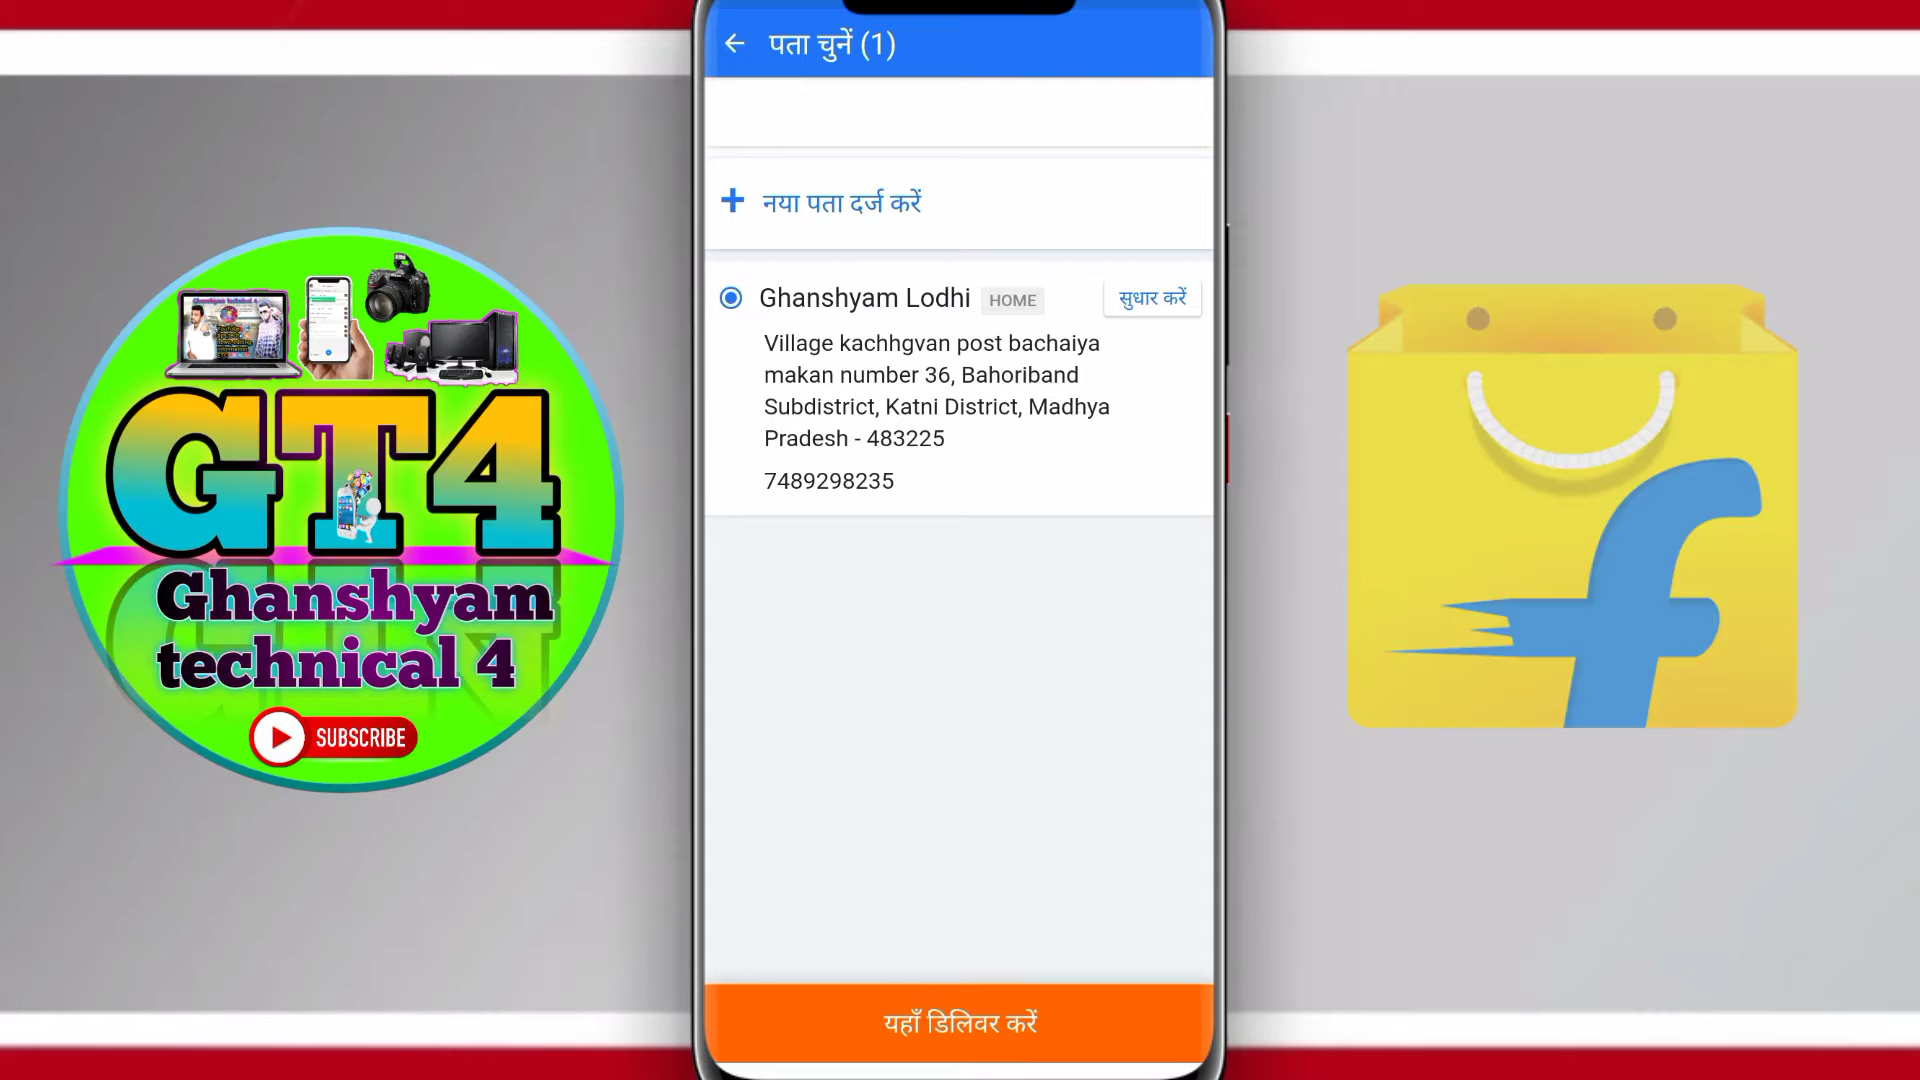 पता चुनें (1)
नया पता दर्ज करें
Ghanshyam Lodhi HOME सुधार करें
Village kachhgvan post bachaiya
makan number 36, Bahoriband
Subdistrict, Katni District, Madhya
Pradesh - 483225
7489298235
यहाँ डिलिवर करें
GT4
Ghanshyam
technical 4
SUBSCRIBE
f